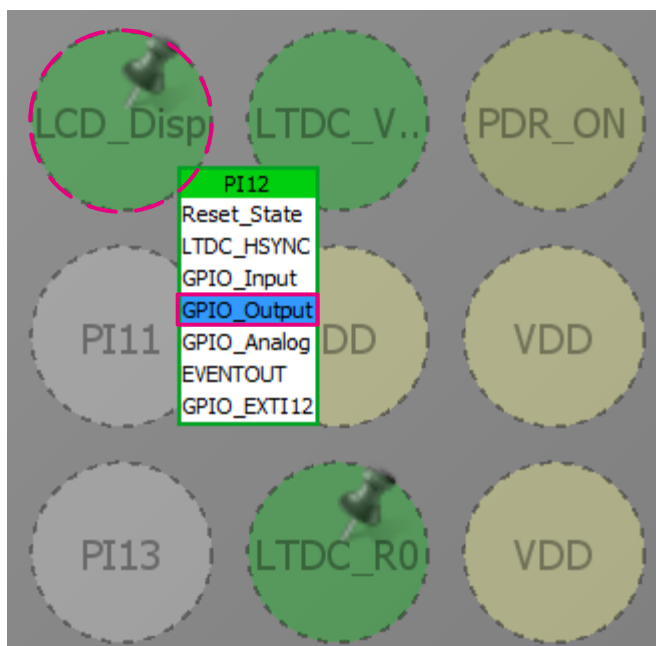 LCD_Disp
LTDC_V..
PDR_ON
PI12
Reset_State
LTDC_HSYNC
GPIO_Input
GPIO_Output
GPIO_Analog
EVENTOUT
GPIO_EXTI12
PI11
DD
VDD
PI13
LTDC_R0
VDD